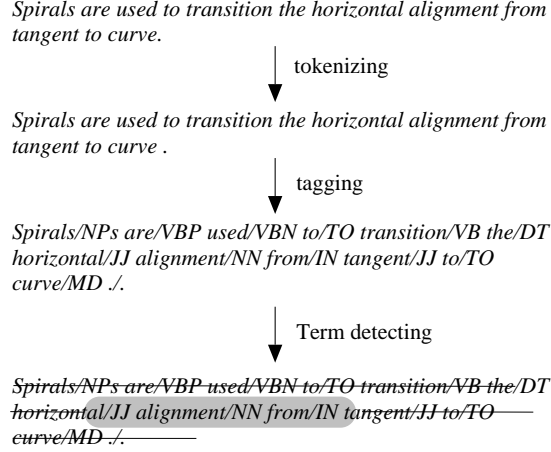 Spirals are used to transition the horizontal alignment from
tangent to curve.
tokenizing
Spirals are used to transition the horizontal alignment from
tangent to curve .
tagging
Spirals/NPs are/VBP used/VBN to/TO transition/VB the/DT
horizontal/JJ alignment/NN from/IN tangent/JJ to/TO
curve/MD ./.
Term detecting
Spirals/NPs are/VBP used/VBN to/TO transition/VB the/DT
horizontal/JJ alignment/NN from/IN tangent/JJ to/TO
curve/MD ./.